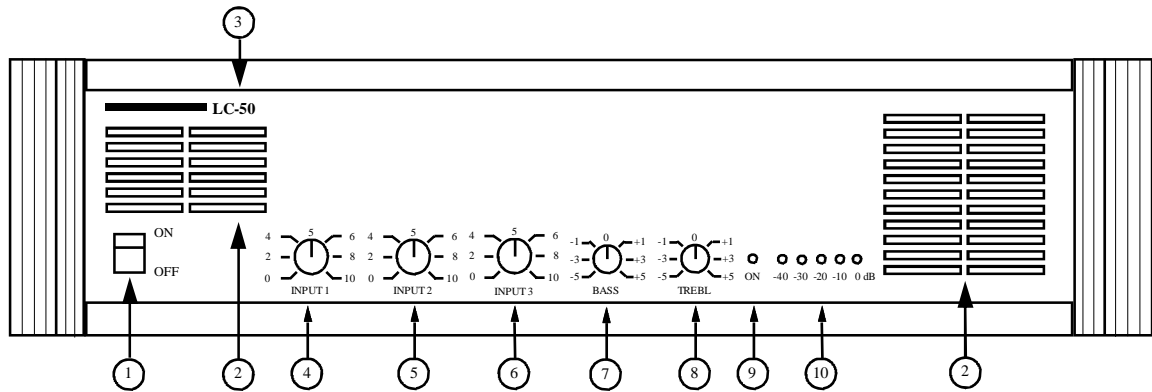 3
LC-50
ON
OFF
4 5 6
2 8
0 10
INPUT 1
4 5 6
2 8
0 10
INPUT 2
4 5 6
2 8
0 10
INPUT 3
-1 0 +1
-3 +3
-5 +5
BASS
-1 0 +1
-3 +3
-5 +5
TREBL
ON
-40 -30 -20 -10 0 dB
1 2 4 5 6 7 8 9 10 2